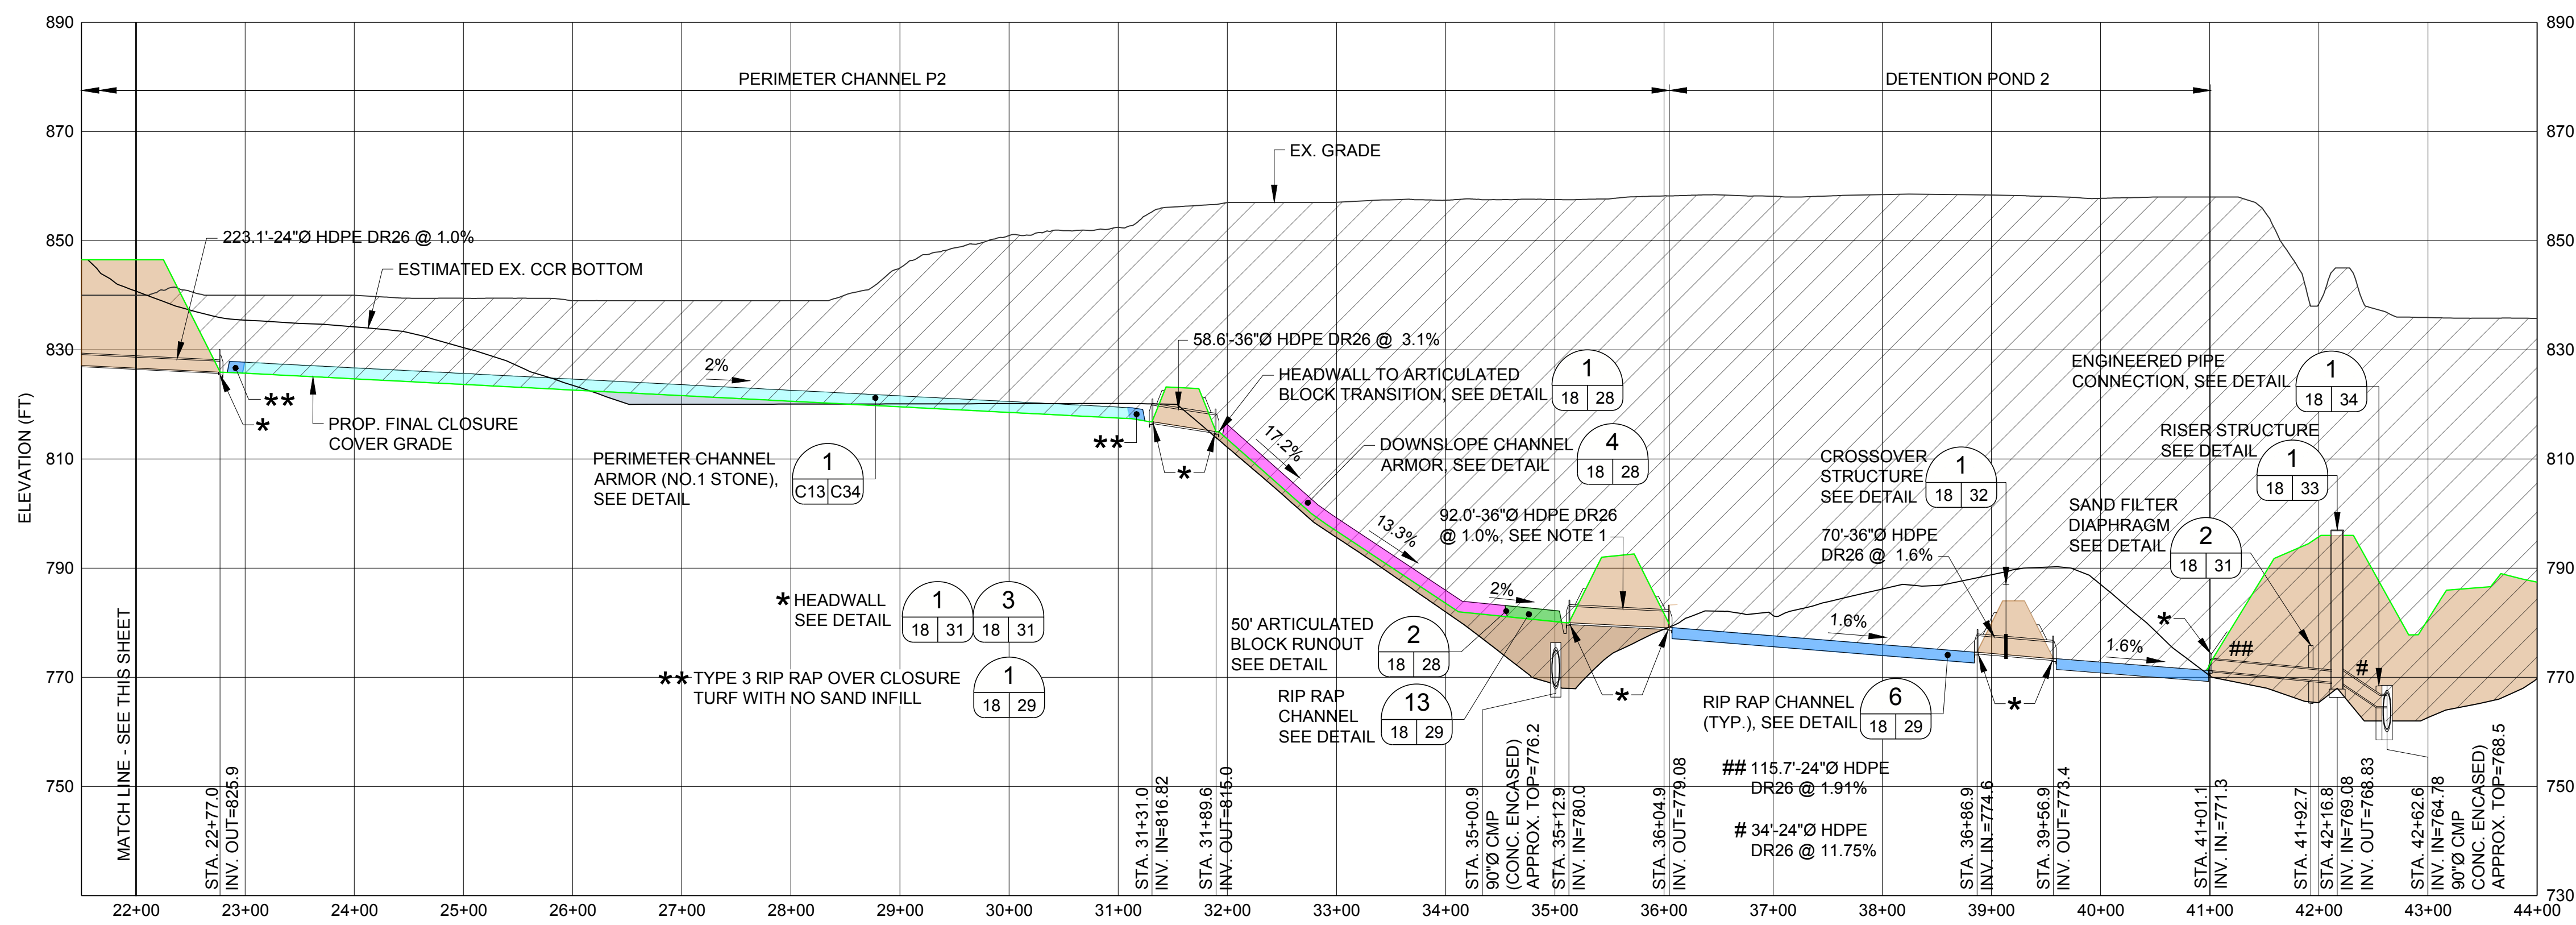 890
890
PERIMETER CHANNEL P2
DETENTION POND 2
870
870
EX. GRADE
850
850
223.1'-24"Ø HDPE DR26 @ 1.0%
ESTIMATED EX. CCR BOTTOM
830
830
2%
58.6'-36"Ø HDPE DR26 @ 3.1%
HEADWALL TO ARTICULATED
BLOCK TRANSITION, SEE DETAIL
1
18 28
ENGINEERED PIPE
CONNECTION, SEE DETAIL
1
18 34
**
*
PROP. FINAL CLOSURE
COVER GRADE
**
*
17.2%
DOWNSLOPE CHANNEL
ARMOR, SEE DETAIL
4
18 28
RISER STRUCTURE
SEE DETAIL
1
18 33
ELEVATION (FT)
810
810
PERIMETER CHANNEL
ARMOR (NO.1 STONE),
SEE DETAIL
1
C13 C34
CROSSOVER
STRUCTURE
SEE DETAIL
1
18 32
13.3%
92.0'-36"Ø HDPE DR26
@ 1.0%, SEE NOTE 1
SAND FILTER
DIAPHRAGM
SEE DETAIL
2
18 31
70'-36"Ø HDPE
DR26 @ 1.6%
790
790
* HEADWALL
SEE DETAIL
1
18 31
3
18 31
2%
50' ARTICULATED
BLOCK RUNOUT
SEE DETAIL
2
18 28
1.6%
1.6%
*
##
#
** TYPE 3 RIP RAP OVER CLOSURE
TURF WITH NO SAND INFILL
1
18 29
770
770
RIP RAP
CHANNEL
SEE DETAIL
13
18 29
*
RIP RAP CHANNEL
(TYP.), SEE DETAIL
6
18 29
*
## 115.7'-24"Ø HDPE
DR26 @ 1.91%
# 34'-24"Ø HDPE
DR26 @ 11.75%
750
750
MATCH LINE - SEE THIS SHEET
STA. 22+77.0
INV. OUT=825.9
STA. 31+31.0
INV. IN=816.82
STA. 31+89.6
INV. OUT=815.0
STA. 35+00.9
90"Ø CMP
(CONC. ENCASED)
APPROX. TOP=776.2
STA. 35+12.9
INV. IN=780.0
STA. 36+04.9
INV. OUT=779.08
STA. 36+86.9
INV. IN.=774.6
STA. 39+56.9
INV. OUT=773.4
STA. 41+01.1
INV. IN.=771.3
STA. 41+92.7
STA. 42+16.8
INV. IN=769.08
INV. OUT=768.83
STA. 42+62.6
INV. IN=764.78
90"Ø CMP
CONC. ENCASED)
APPROX. TOP=768.5
730
22+00 23+00 24+00 25+00 26+00 27+00 28+00 29+00 30+00 31+00 32+00 33+00 34+00 35+00 36+00 37+00 38+00 39+00 40+00 41+00 42+00 43+00 44+00